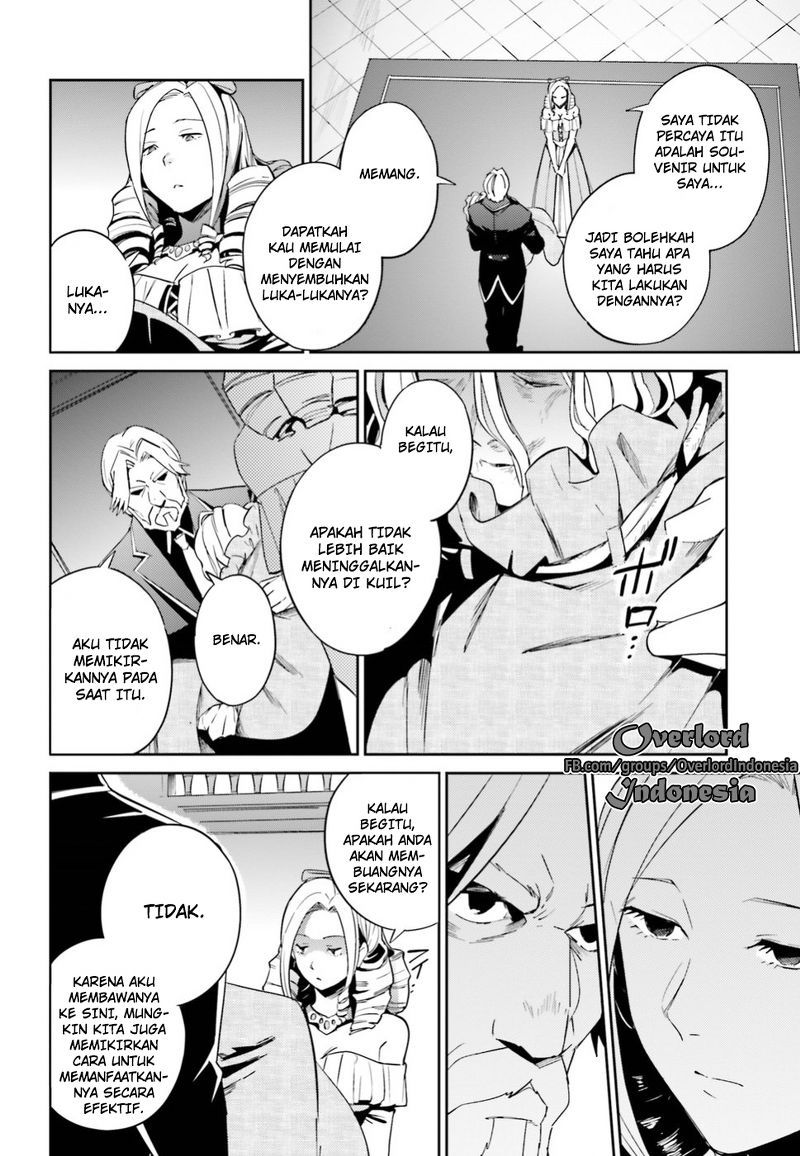 SAYA TIDAK
PERCAYA ITU
ADALAH SOU-
VENIR UNTUK
SAYA...
JADI BOLEHKAH
SAYA TAHU APA
YANG HARUS
KITA LAKUKAN
DENGANNYA?
MEMANG.
DAPATKAH
KAU MEMULAI
DENGAN
MENYEMBUHKAN
LUKA-LUKANYA?
LUKA-
NYA...
KALAU
BEGITU,
APAKAH TIDAK
LEBIH BAIK
MENINGGALKAN-
NYA DI KUIL?
ボロ...
BENAR.
AKU TIDAK
MEMIKIR-
KANNYA PADA
SAAT ITU.
Overlord
FB.com/groups/OverlordIndonesia
Indonesia
KALAU
BEGITU,
APAKAH ANDA
AKAN MEM-
BUANGNYA
SEKARANG?
TIDAK.
KARENA AKU
MEMBAWANYA
KE SINI, MUNG-
KIN KITA JUGA
MEMIKIRKAN
CARA UNTUK
MEMANFAATKAN-
NYA SECARA
EFEKTIF.